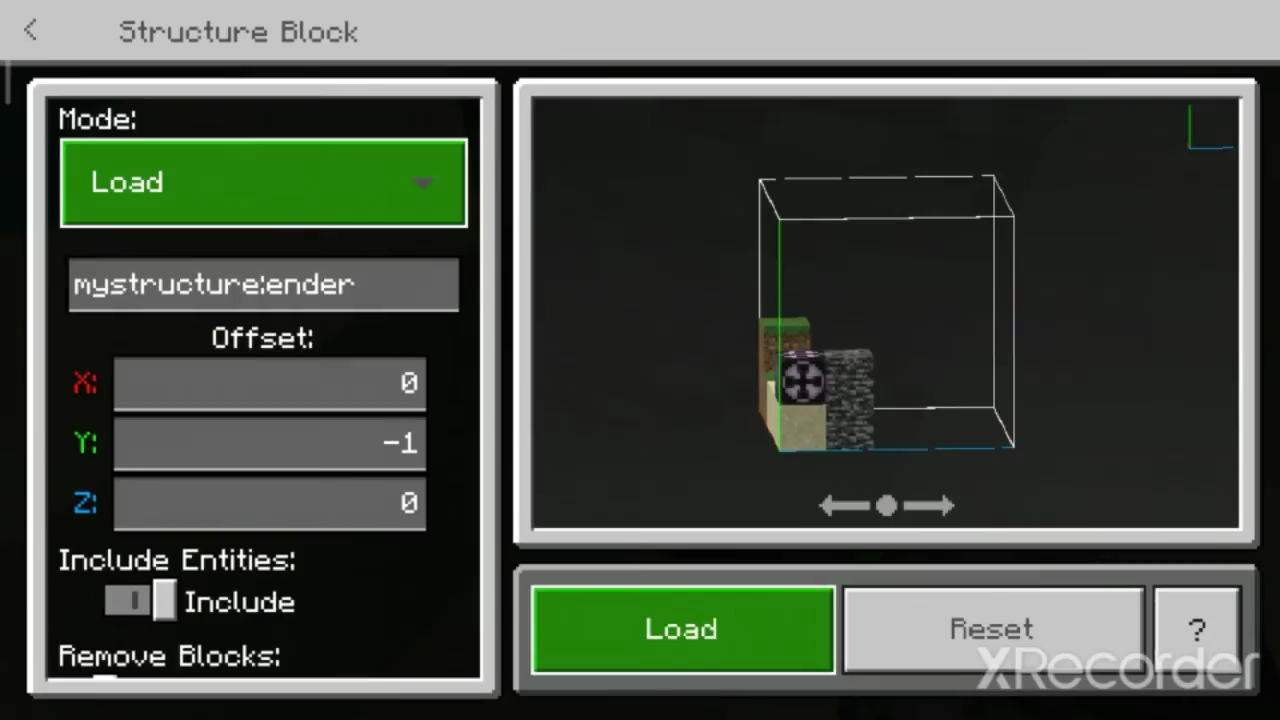 Structure Block
Mode:
Load
mystructure:ender
Offset:
X: 0
Y: -1
Z: 0
Include Entities:
Include
Remove Blocks:
Load
Reset
?
XRecorder